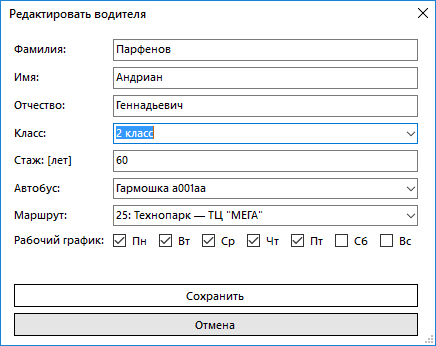 Редактировать водителя
Фамилия: Парфенов
Имя: Андриан
Отчество: Геннадьевич
Класс: 2 класс
Стаж: [лет] 60
Автобус: Гармошка а001аа
Маршрут: 25: Технопарк — ТЦ "МЕГА"
Рабочий график: Пн Вт Ср Чт Пт Сб Вс
Сохранить
Отмена